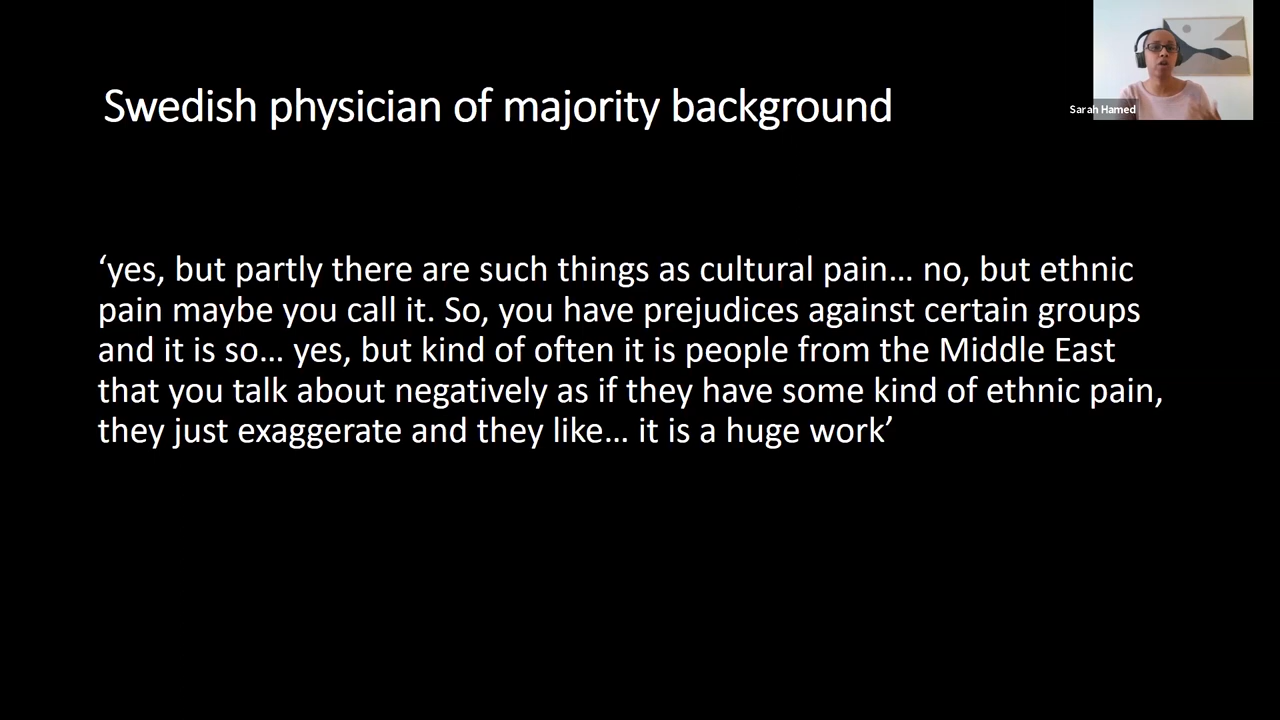 Sarah Hamed
Swedish physician of majority background
‘yes, but partly there are such things as cultural pain… no, but ethnic
pain maybe you call it. So, you have prejudices against certain groups
and it is so… yes, but kind of often it is people from the Middle East
that you talk about negatively as if they have some kind of ethnic pain,
they just exaggerate and they like… it is a huge work’